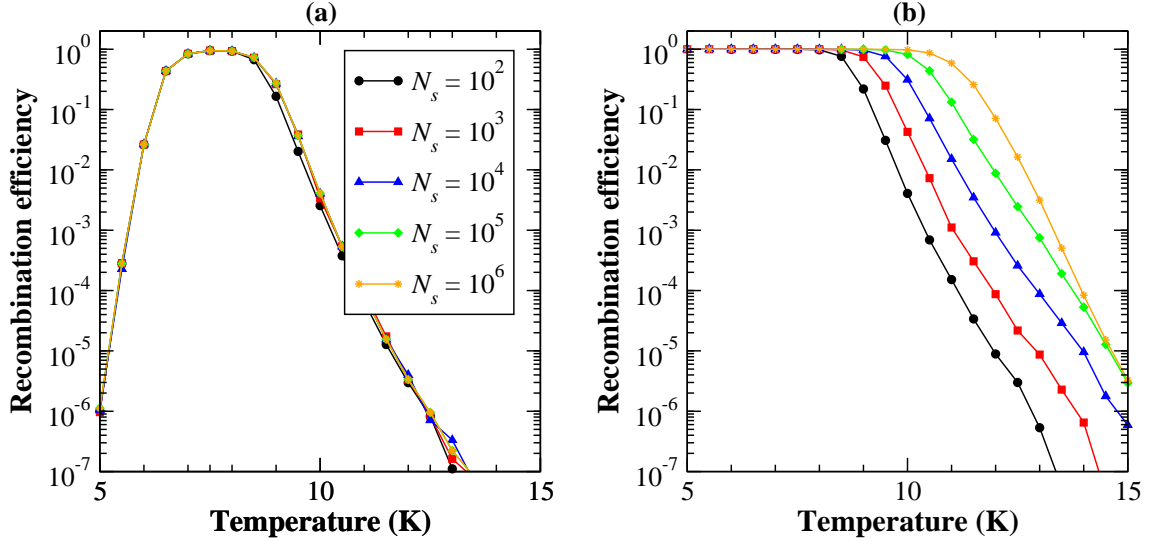 (a)
Recombination efficiency
10^0
10^-1
10^-2
10^-3
10^-4
10^-5
10^-6
10^-7
N_s = 10^2
N_s = 10^3
N_s = 10^4
N_s = 10^5
N_s = 10^6
5
10
15
Temperature (K)
(b)
Recombination efficiency
10^0
10^-1
10^-2
10^-3
10^-4
10^-5
10^-6
10^-7
5
10
15
Temperature (K)